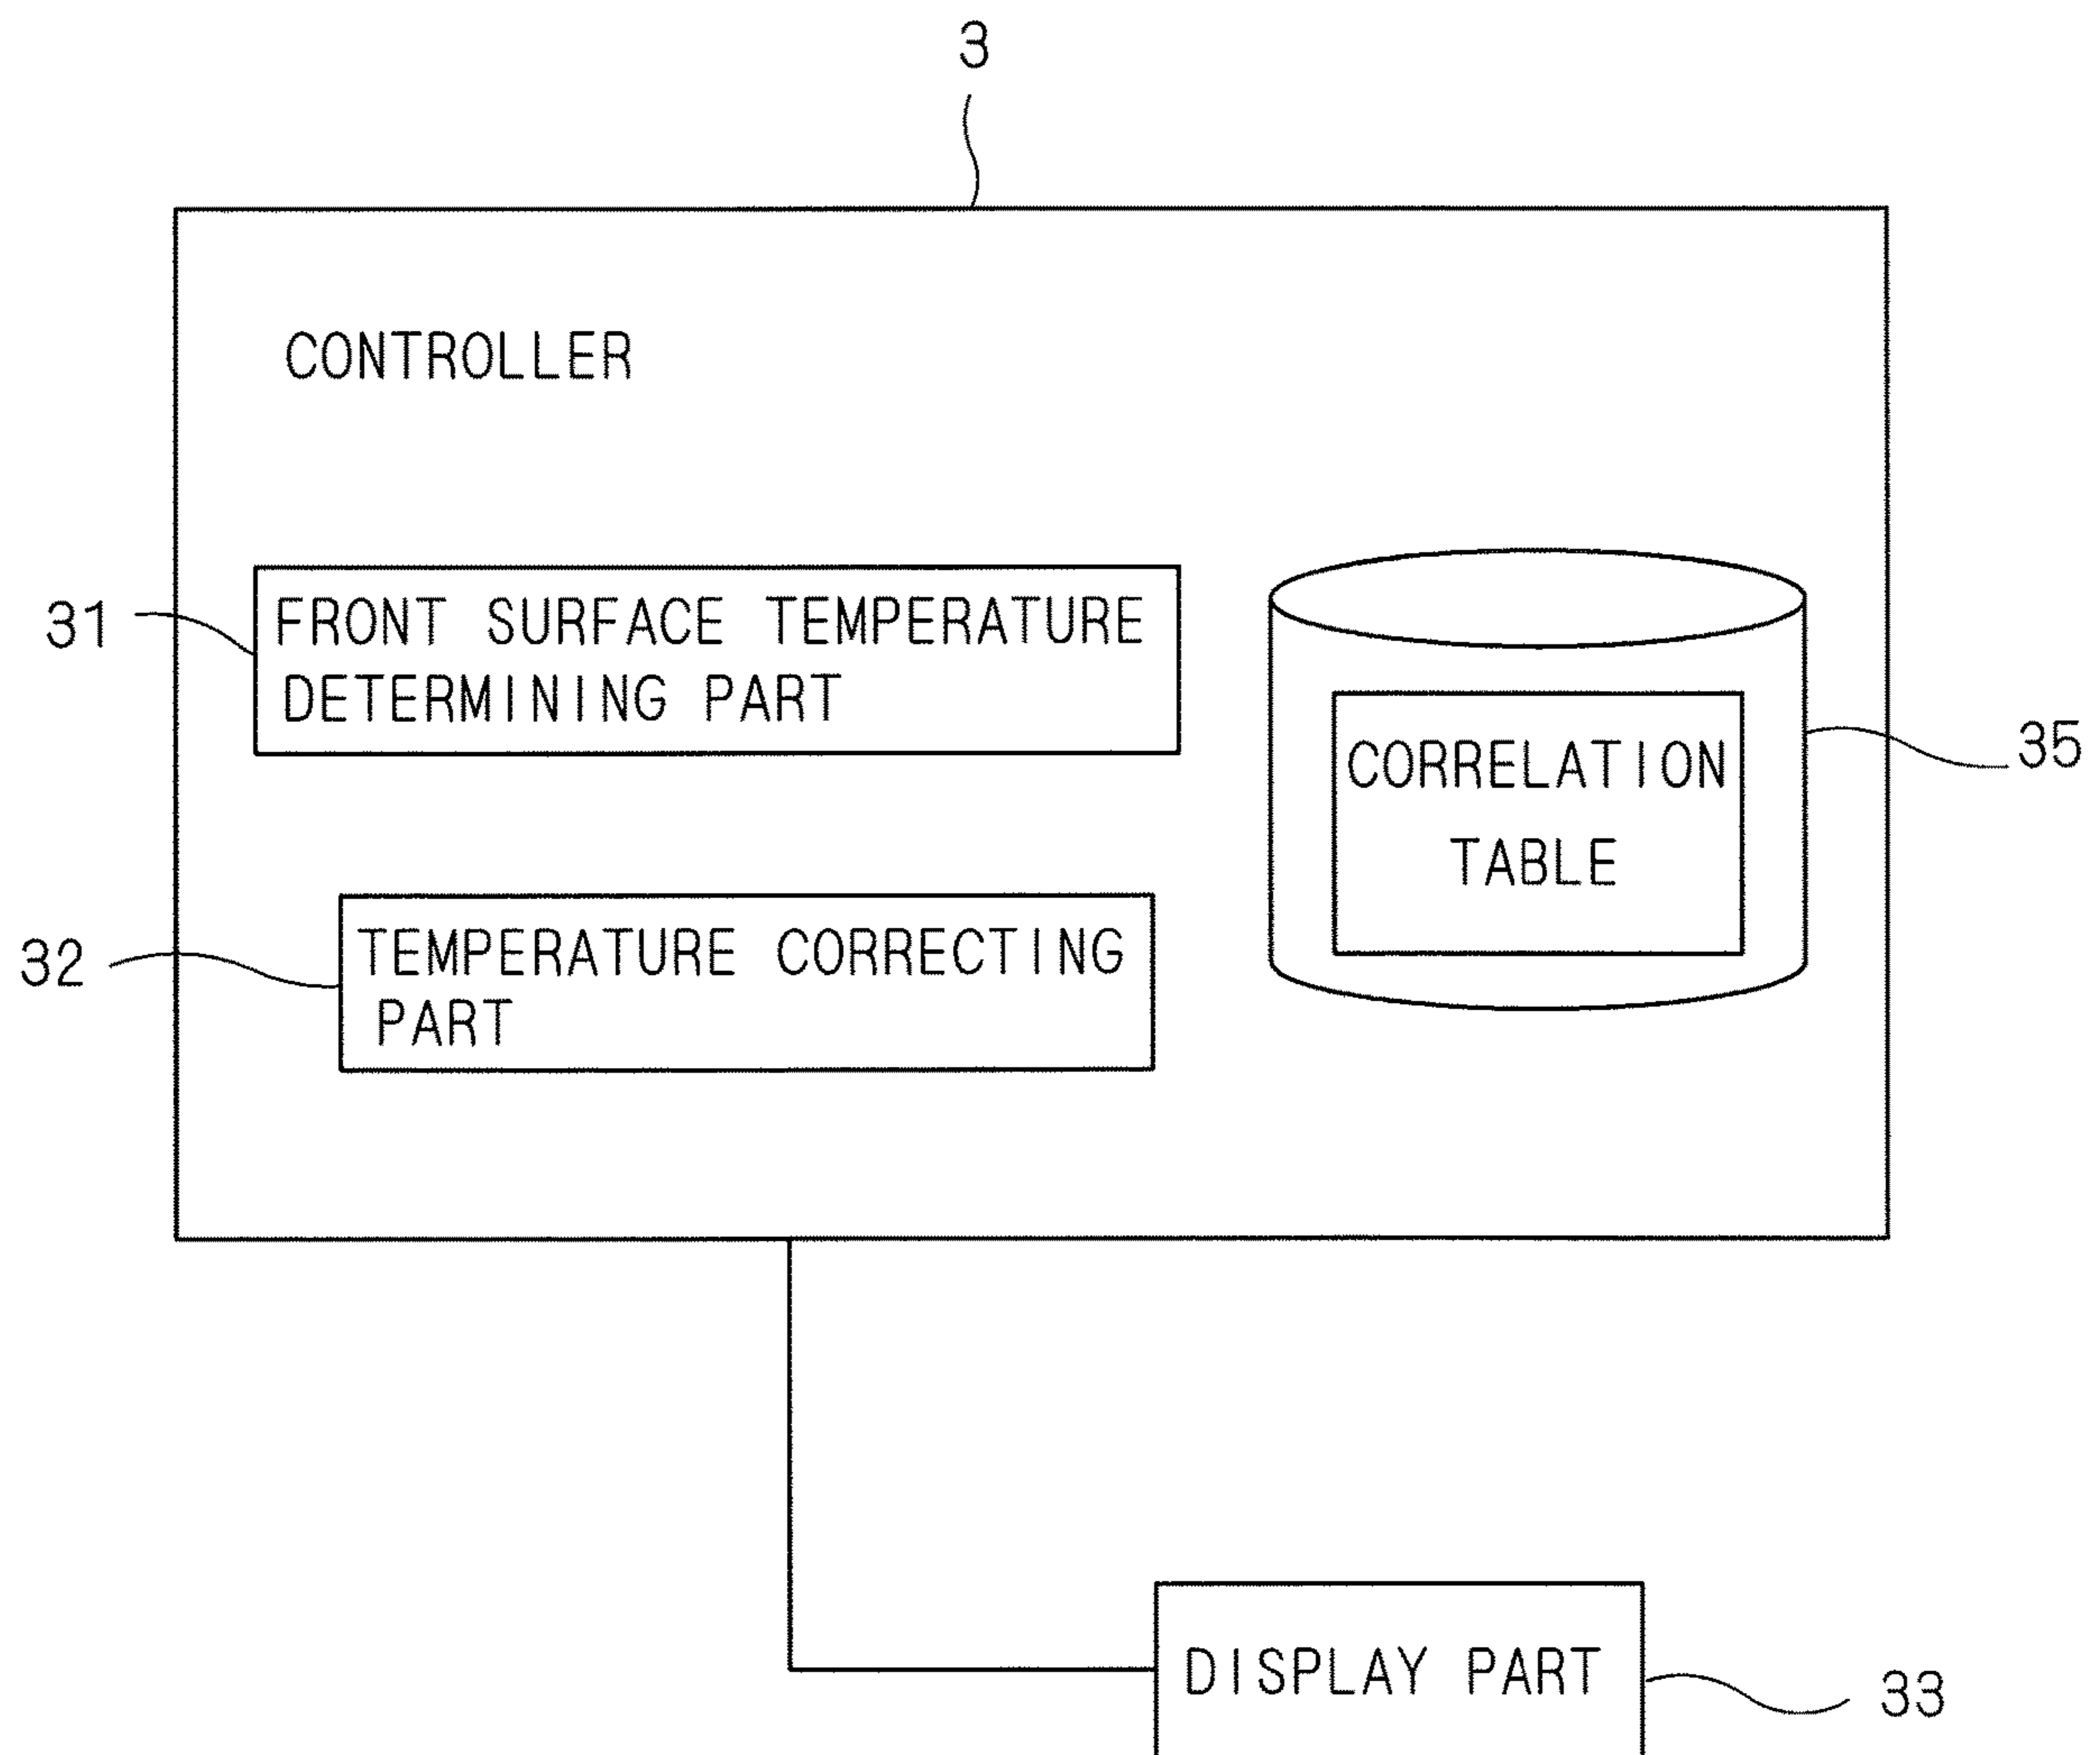 3
CONTROLLER
31
FRONT SURFACE TEMPERATURE
DETERMINING PART
CORRELATION
TABLE
35
32
TEMPERATURE CORRECTING
PART
DISPLAY PART
33